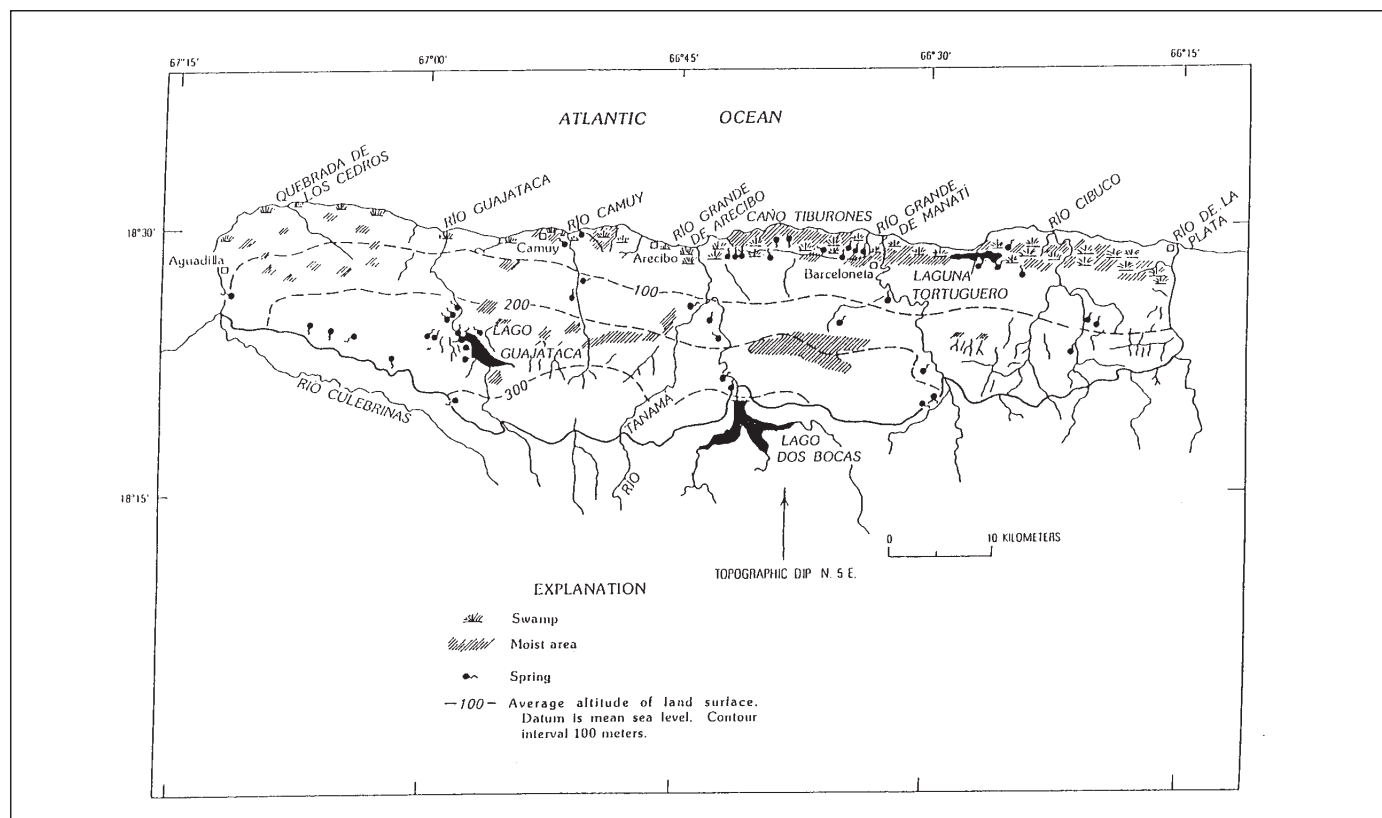 67°15'
67°00'
66°45'
66°30'
66°15'
ATLANTIC OCEAN
QUEBRADA DE
LOS CEDROS
RÍO GUAJATACA
RÍO CAMUY
RÍO GRANDE
DE ARECIBO
CAÑO TIBURONES
RÍO GRANDE
DE MANATÍ
RÍO CIBUCO
RÍO DE LA
PLATA
18°30'
Aguadilla
Camuy
Arecibo
Barceloneta
LAGUNA
TORTUGUERO
100
200
LAGO
GUAJATACA
300
RÍO CULEBRINAS
RÍO TANAMA
LAGO
DOS BOCAS
18°15'
0 10 KILOMETERS
TOPOGRAPHIC DIP N. 5 E.
EXPLANATION
Swamp
Moist area
Spring
—100— Average altitude of land surface.
Datum is mean sea level. Contour
interval 100 meters.